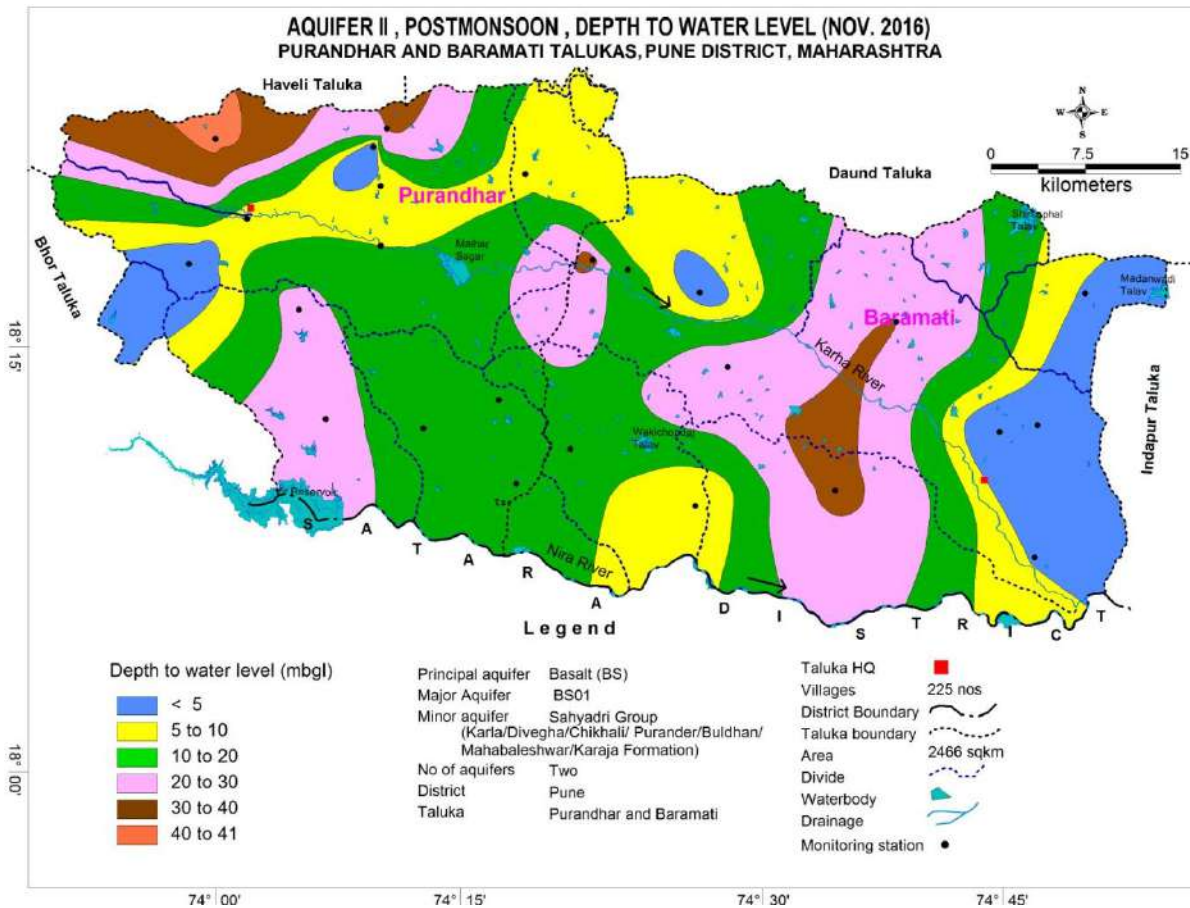 AQUIFER II , POSTMONSOON , DEPTH TO WATER LEVEL (NOV. 2016)
PURANDHAR AND BARAMATI TALUKAS, PUNE DISTRICT, MAHARASHTRA
Haveli Taluka
N
W E
S
0 7.5 15
kilometers
Daund Taluka
Purandhar
Shirsuphal
Talav
Malhar
Sagar
Madanwadi
Talav
Bhor Taluka
Baramati
Karha River
18° 15'
Indapur Taluka
Talav
Reservoir
Nira River
S A T A R A D I S T R I C T
Legend
Depth to water level (mbgl)
< 5
5 to 10
10 to 20
20 to 30
30 to 40
40 to 41
Principal aquifer Basalt (BS)
Major Aquifer BS01
Minor aquifer Sahyadri Group
(Karla/Divegha/Chikhali/ Purander/Buldhan/
Mahabaleshwar/Karaja Formation)
No of aquifers Two
District Pune
Taluka Purandhar and Baramati
Taluka HQ
Villages 225 nos
District Boundary
Taluka boundary
Area 2466 sqkm
Divide
Waterbody
Drainage
Monitoring station
18° 00'
74° 00' 74° 15' 74° 30' 74° 45'